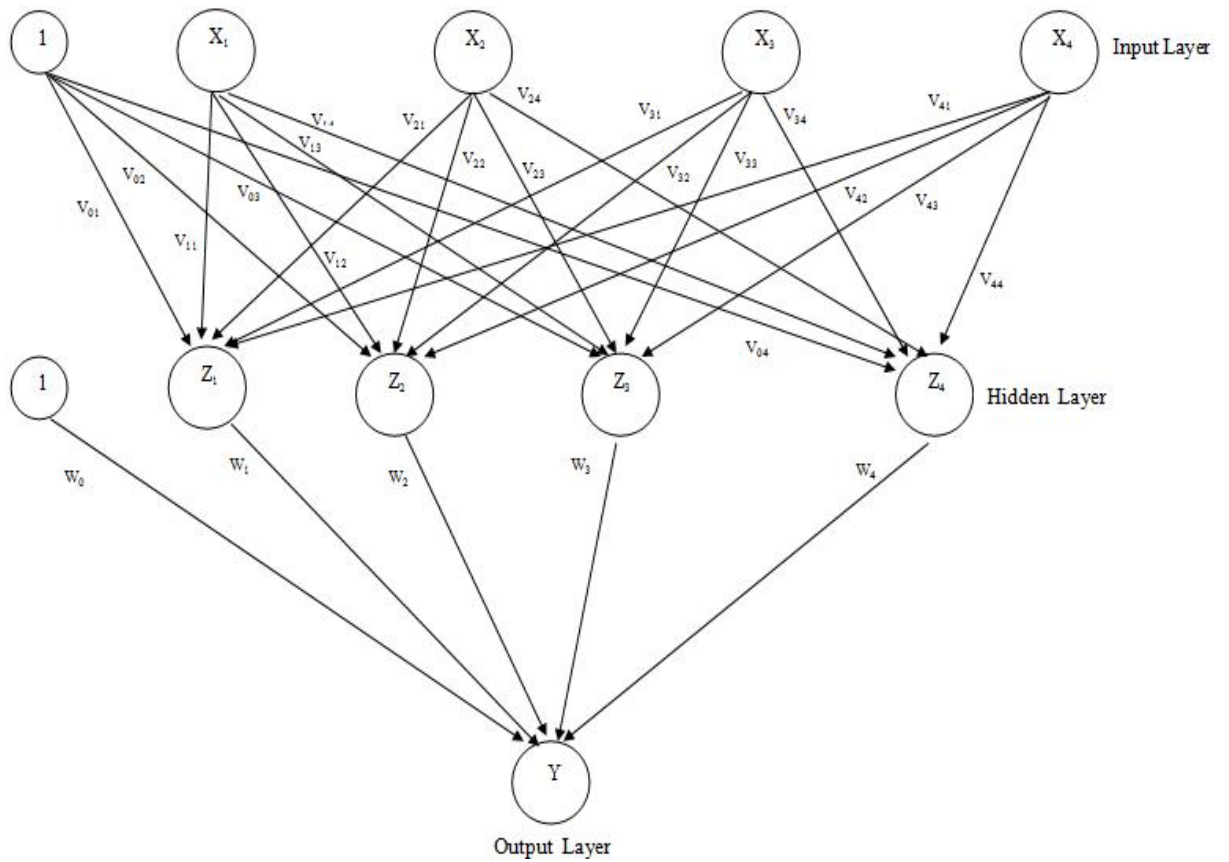 1 X₁ X₂ X₃ X₄ Input Layer
V₂₄
V₂₁ V₃₁ V₃₄ V₄₁
V₁₃
V₀₂ V₂₂ V₂₃ V₃₂ V₃₃
V₀₁ V₀₃ V₄₂ V₄₃
V₁₁
V₁₂
V₄₄
V₀₄
1 Z₁ Z₂ Z₃ Z₄ Hidden Layer
W₀ W₁ W₂ W₃ W₄
Y
Output Layer